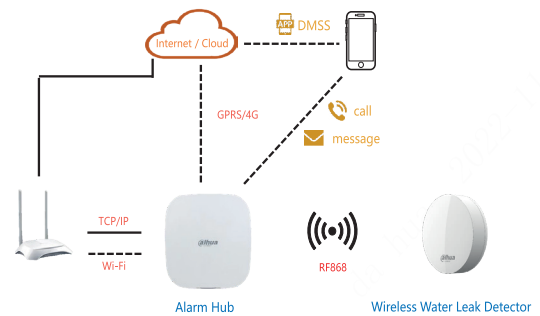 APP DMSS
Internet / Cloud
GPRS/4G
call
message
TCP/IP
Wi-Fi
alhua
RF868
Alarm Hub
Wireless Water Leak Detector